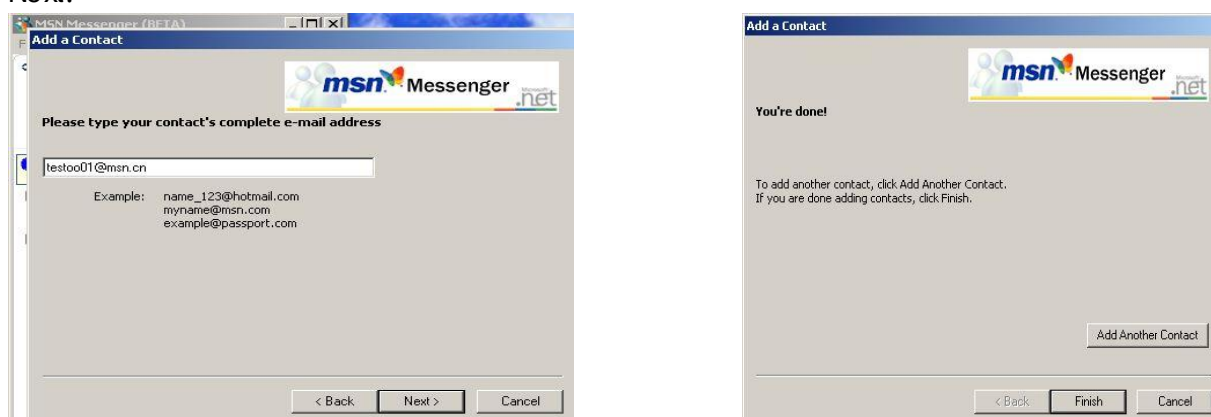 MSN Messenger (BETA)
Add a Contact
msn Messenger
.net
Please type your contact's complete e-mail address
testoo01@msn.cn
Example: name_123@hotmail.com
myname@msn.com
example@passport.com
< Back Next > Cancel
Add a Contact
msn Messenger
Microsoft
.net
You're done!
To add another contact, click Add Another Contact.
If you are done adding contacts, click Finish.
Add Another Contact
< Back Finish Cancel